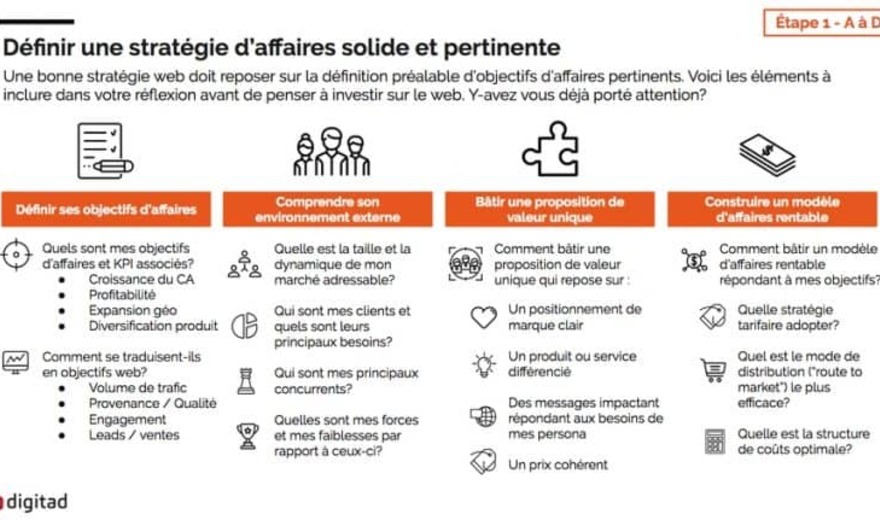 Étape 1 - A à D
Définir une stratégie d'affaires solide et pertinente
Une bonne stratégie web doit reposer sur la définition préalable d'objectifs d'affaires pertinents. Voici les éléments à
inclure dans votre réflexion avant de penser à investir sur le web. Y-avez vous déjà porté attention?
Définir ses objectifs d'affaires
Quels sont mes objectifs
d'affaires et KPI associés?
• Croissance du CA
• Profitabilité
• Expansion géo
• Diversification produit
Comment se traduisent-ils
en objectifs web?
• Volume de trafic
• Provenance / Qualité
• Engagement
• Leads / ventes
Comprendre son
environnement externe
Quelle est la taille et la
dynamique de mon
marché adressable?
Qui sont mes clients et
quels sont leurs
principaux besoins?
Qui sont mes principaux
concurrents?
Quelles sont mes forces
et mes faiblesses par
rapport à ceux-ci?
Bâtir une proposition de
valeur unique
Comment bâtir une
proposition de valeur
unique qui repose sur :
Un positionnement de
marque clair
Un produit ou service
différencié
Des messages impactant
répondant aux besoins de
mes persona
Un prix cohérent
Construire un modèle
d'affaires rentable
Comment bâtir un modèle
d'affaires rentable
répondant à mes objectifs?
Quelle stratégie
tarifaire adopter?
Quel est le mode de
distribution ("route to
market") le plus
efficace?
Quelle est la structure
de coûts optimale?
digitad